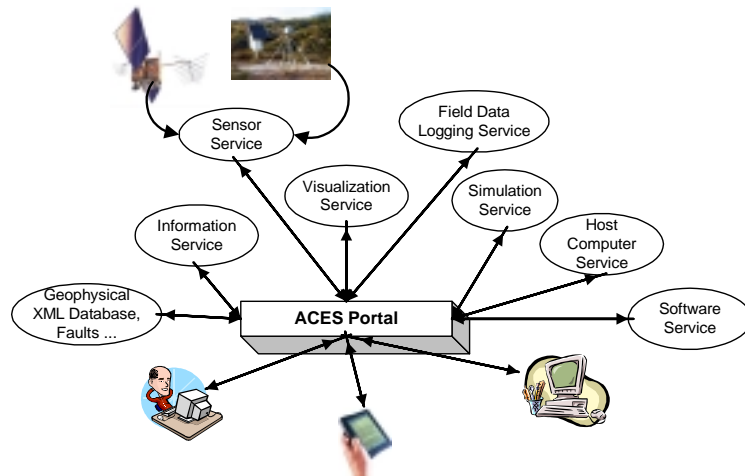 Sensor
Service
Field Data
Logging Service
Visualization
Service
Simulation
Service
Information
Service
Host
Computer
Service
Geophysical
XML Database,
Faults ...
ACES Portal
Software
Service